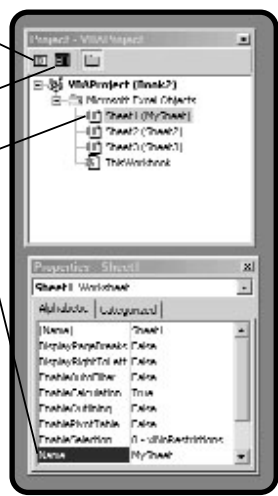 Project - VBAProject
VBAProject (Book2)
Microsoft Excel Objects
Sheet1 (MySheet)
Sheet2 (Sheet2)
Sheet3 (Sheet3)
ThisWorkbook
Properties - Sheet1
Sheet1 Worksheet
Alphabetic Categorized
(Name) Sheet1
DisplayPageBreaks False
DisplayRightToLeft False
EnableAutoFilter False
EnableCalculation True
EnableOutlining False
EnablePivotTable False
EnableSelection 0 - xlNoRestrictions
Name MySheet